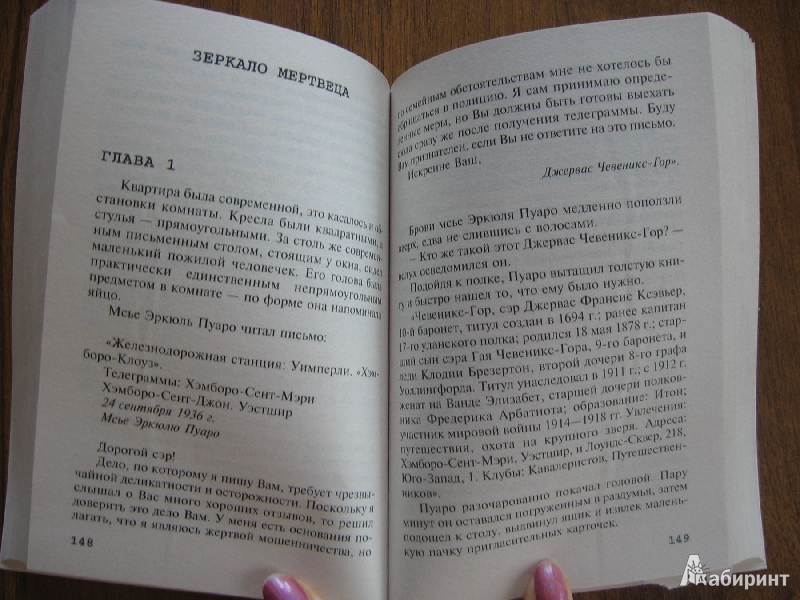 ЗЕРКАЛО МЕРТВЕЦА
ГЛАВА 1
Квартира была современной, это касалось и об-
становки комнаты. Кресла были квадратными, а
стулья — прямоугольными. За столь же современ-
ным письменным столом, стоящим у окна, сидел
маленький пожилой человечек. Его голова была
практически единственным непрямоугольным
предметом в комнате — по форме она напоминала
яйцо.
Мсье Эркюль Пуаро читал письмо:
«Железнодорожная станция: Уимперли. «Хэм-
боро-Клоуз».
Телеграммы: Хэмборо-Сент-Мэри
Хэмборо-Сент-Джон. Уэстшир
24 сентября 1936 г.
Мсье Эркюлю Пуаро
Дорогой сэр!
Дело, по которому я пишу Вам, требует чрезвы-
чайной деликатности и осторожности. Поскольку я
слышал о Вас много хороших отзывов, то решил
доверить это дело Вам. У меня есть основания по-
лагать, что я являюсь жертвой мошенничества, но
148
по семейным обстоятельствам мне не хотелось бы
обращаться в полицию. Я сам принимаю опреде-
ленные меры, но Вы должны быть готовы выехать
сюда сразу же после получения телеграммы. Буду
Вам признателен, если Вы не ответите на это письмо.
Искренне Ваш,
Джервас Чевеникс-Гор».
Брови мсье Эркюля Пуаро медленно поползли
вверх, едва не слившись с волосами.
— Кто же такой этот Джервас Чевеникс-Гор? —
вслух осведомился он.
Подойдя к полке, Пуаро вытащил толстую кни-
гу и быстро нашел то, что ему было нужно.
«Чевеникс-Гор, сэр Джервас Франсис Ксэвьер,
10-й баронет, титул создан в 1694 г.; ранее капитан
17-го уланского полка; родился 18 мая 1878 г.; стар-
ший сын сэра Гая Чевеникс-Гора, 9-го баронета, и
леди Клодии Брезертон, второй дочери 8-го графа
Уоллингфорда. Титул унаследовал в 1911 г.; с 1912 г.
женат на Ванде Элизабет, старшей дочери полков-
ника Фредерика Арбатнота; образование: Итон;
участник мировой войны 1914—1918 гг. Увлечения:
путешествия, охота на крупного зверя. Адреса:
Хэмборо-Сент-Мэри, Уэстшир, и Лоундс-Сквер, 218,
Юго-Запад, 1. Клубы: Кавалеристов, Путешествен-
ников».
Пуаро разочарованно покачал головой. Пару
минут он оставался погруженным в раздумья, затем
подошел к столу, выдвинул ящик и извлек малень-
кую пачку пригласительных карточек.
149
Лабиринт